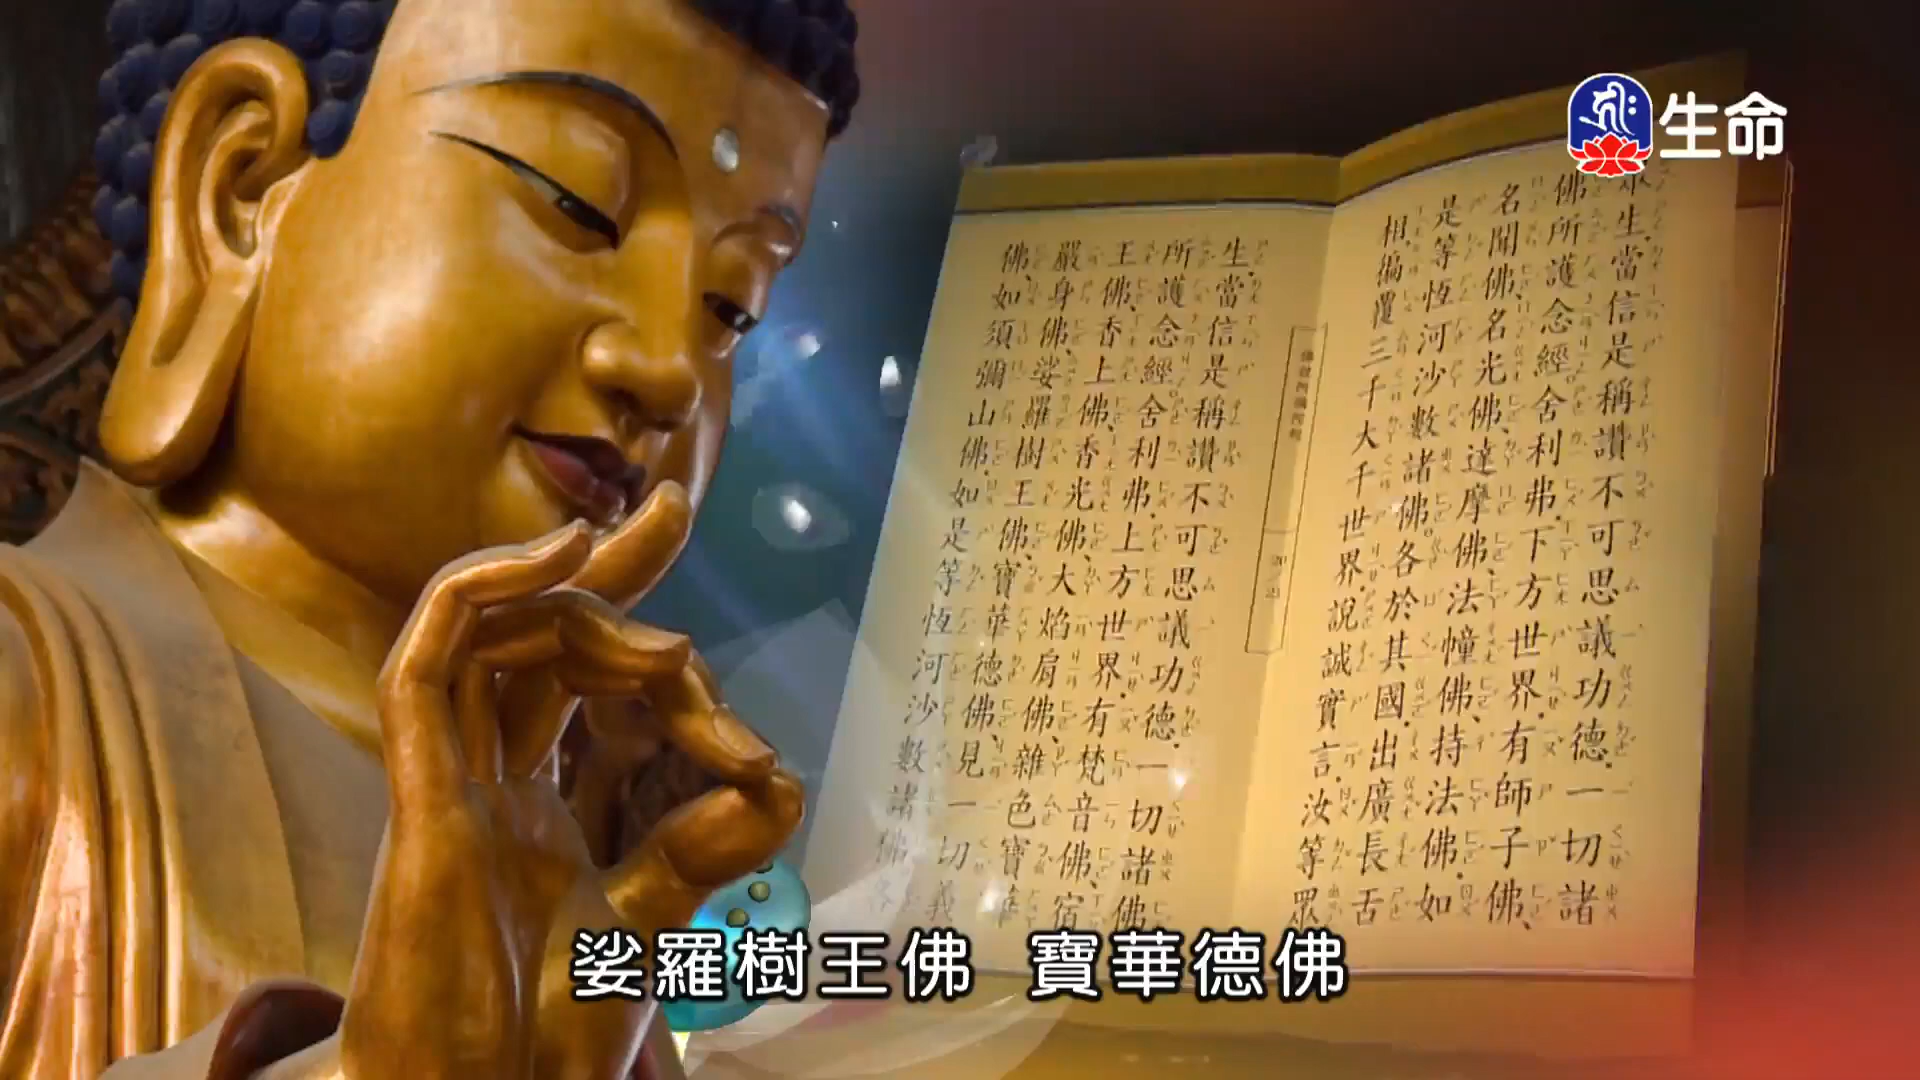 生命
眾生當信是稱讚不可思議功德一切諸
佛所護念經舍利弗下方世界有師子佛、
名聞佛、名光佛、達摩佛、法幢佛、持法佛如
是等恆河沙數諸佛各於其國出廣長舌
相徧覆三千大千世界說誠實言汝等眾
生當信是稱讚不可思議功德一切諸佛
所護念經舍利弗上方世界有梵音佛、宿
王佛、香上佛、香光佛、大焰肩佛、雜色寶華
嚴身佛、娑羅樹王佛、寶華德佛、見一切義
佛、如須彌山佛如是等恆河沙數諸佛各
娑羅樹王佛 寶華德佛